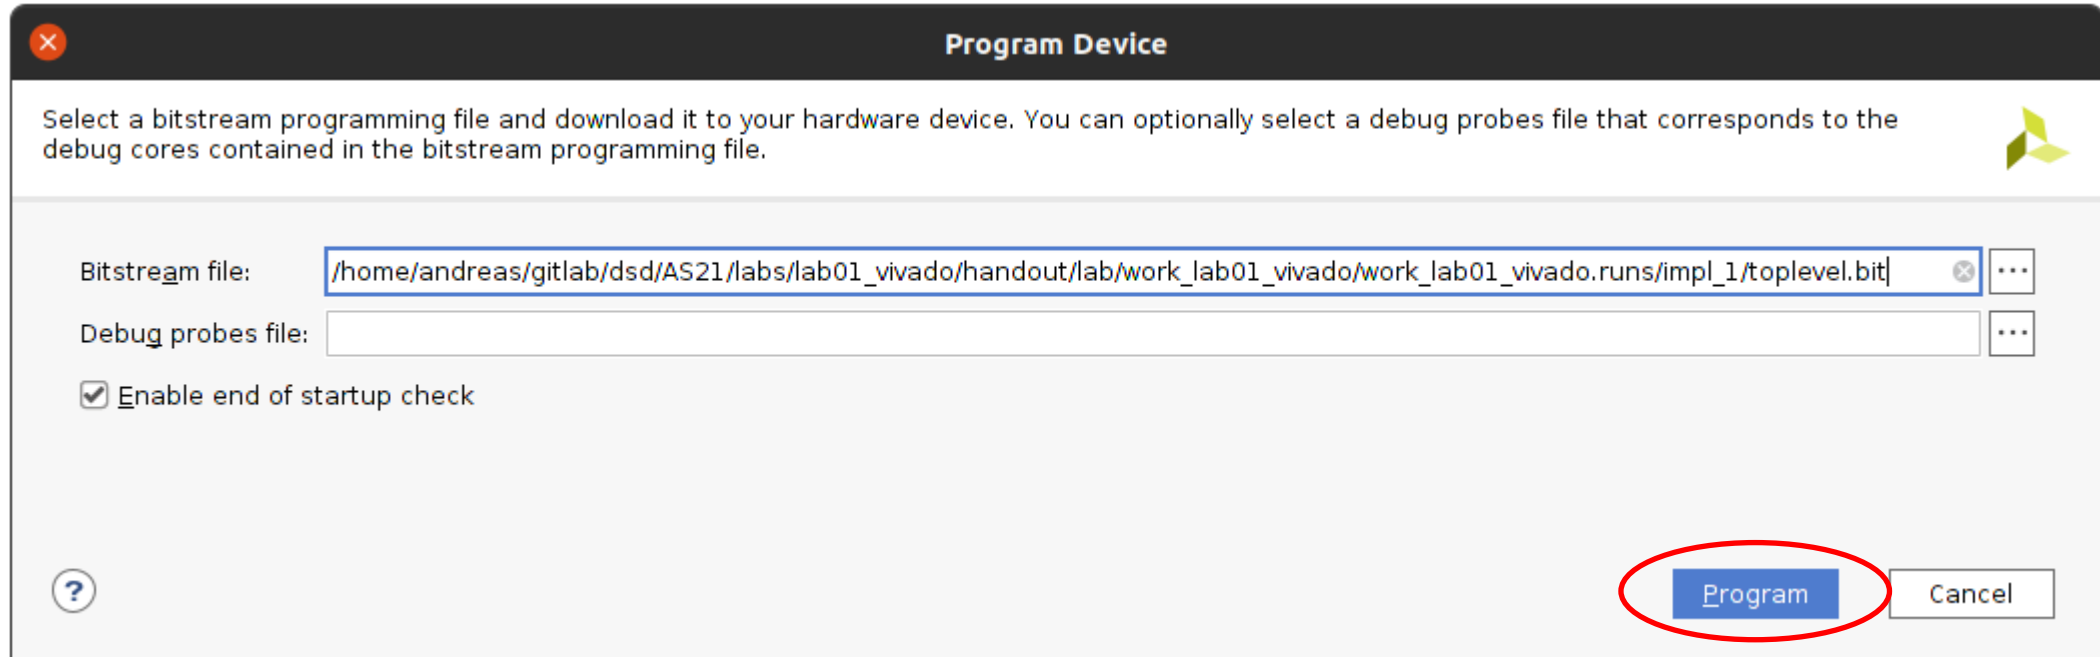 Program Device
Select a bitstream programming file and download it to your hardware device. You can optionally select a debug probes file that corresponds to the
debug cores contained in the bitstream programming file.
Bitstream file: /home/andreas/gitlab/dsd/AS21/labs/lab01_vivado/handout/lab/work_lab01_vivado/work_lab01_vivado.runs/impl_1/toplevel.bit ...
Debug probes file: ...
Enable end of startup check
? Program Cancel